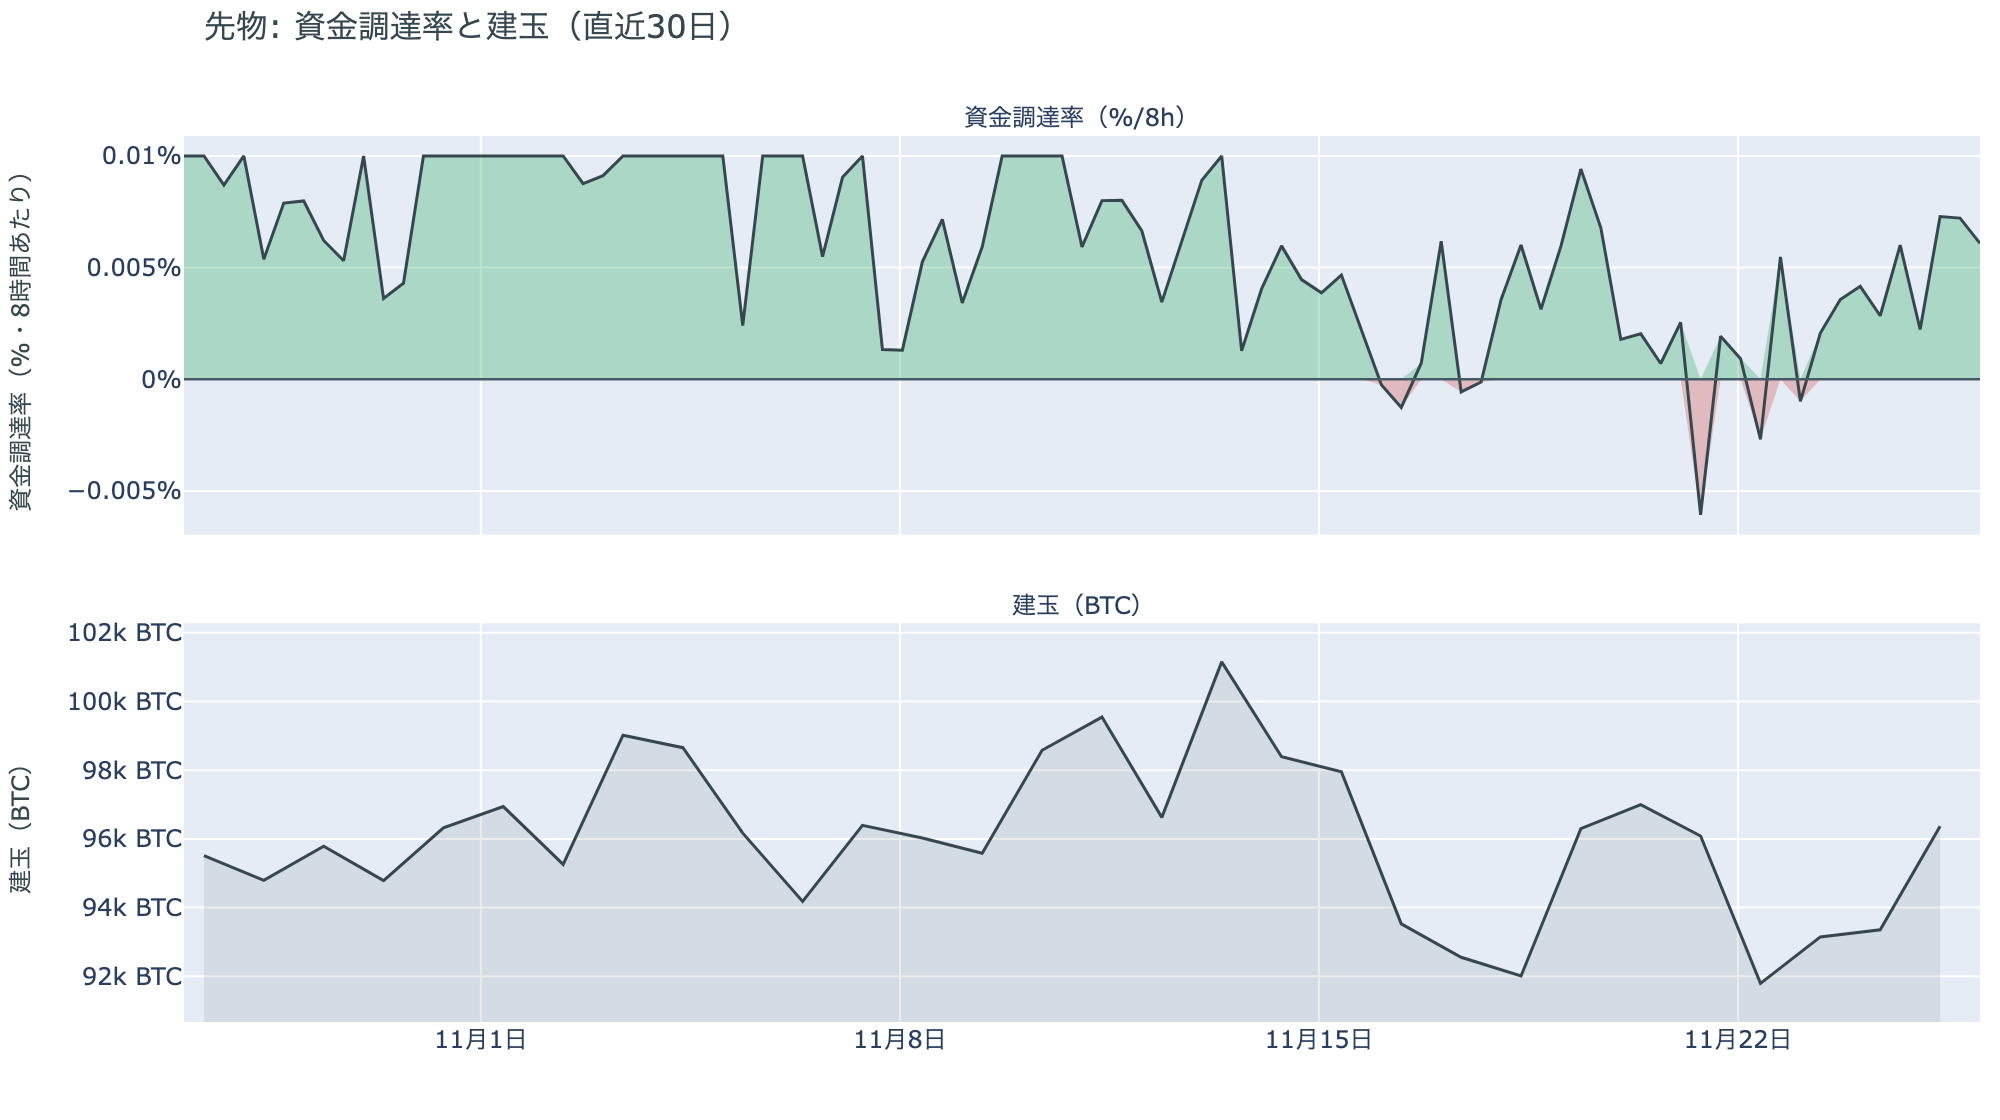 先物: 資金調達率と建玉（直近30日）
資金調達率（%/8h）
資金調達率（%・8時間あたり）
0.01%
0.005%
0%
−0.005%
建玉（BTC）
建玉（BTC）
102k BTC
100k BTC
98k BTC
96k BTC
94k BTC
92k BTC
11月1日
11月8日
11月15日
11月22日